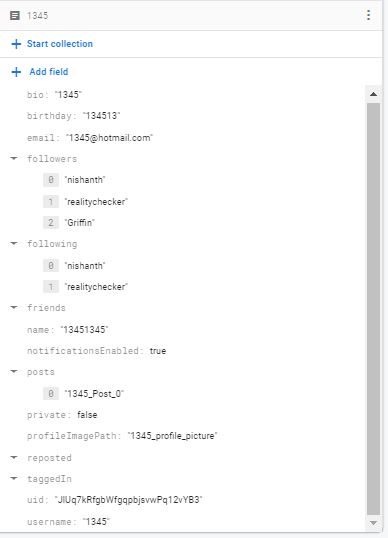 1345
Start collection
Add field
bio: "1345"
birthday: "134513"
email: "1345@hotmail.com"
followers
0 "nishanth"
1 "realitychecker"
2 "Griffin"
following
0 "nishanth"
1 "realitychecker"
friends
name: "13451345"
notificationsEnabled: true
posts
0 "1345_Post_0"
private: false
profileImagePath: "1345_profile_picture"
reposted
taggedIn
uid: "JlUq7kRfgbWfgqpbjsvwPq12vYB3"
username: "1345"